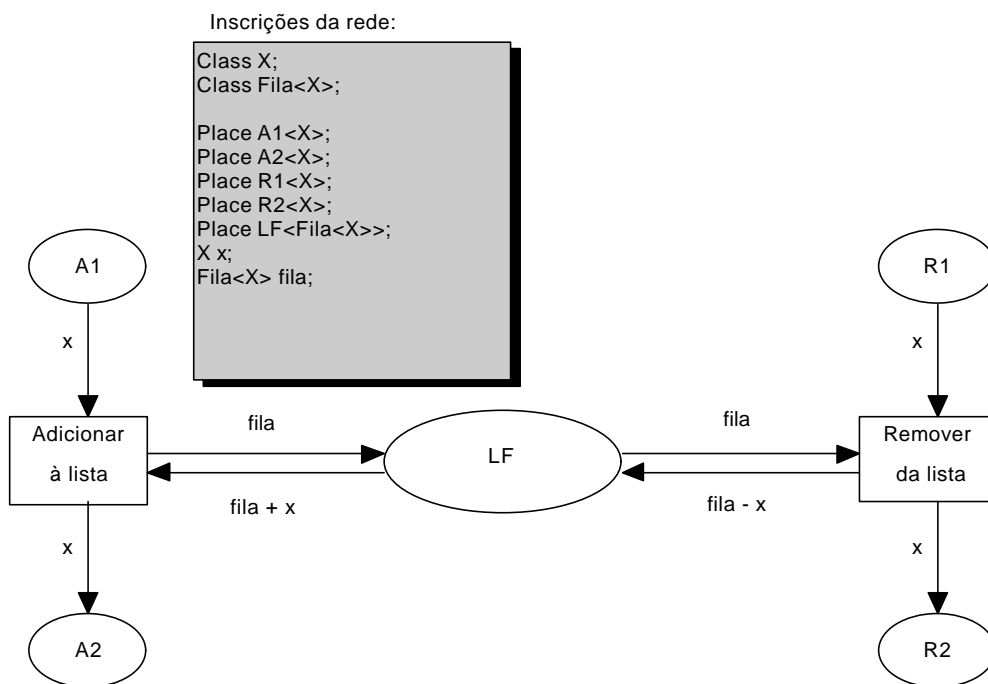 Inscrições da rede:
Class X;
Class Fila<X>;
Place A1<X>;
Place A2<X>;
Place R1<X>;
Place R2<X>;
Place LF<Fila<X>>;
X x;
Fila<X> fila;
A1
R1
x
x
Adicionar
à lista
fila
fila + x
LF
fila
fila - x
Remover
da lista
x
x
A2
R2